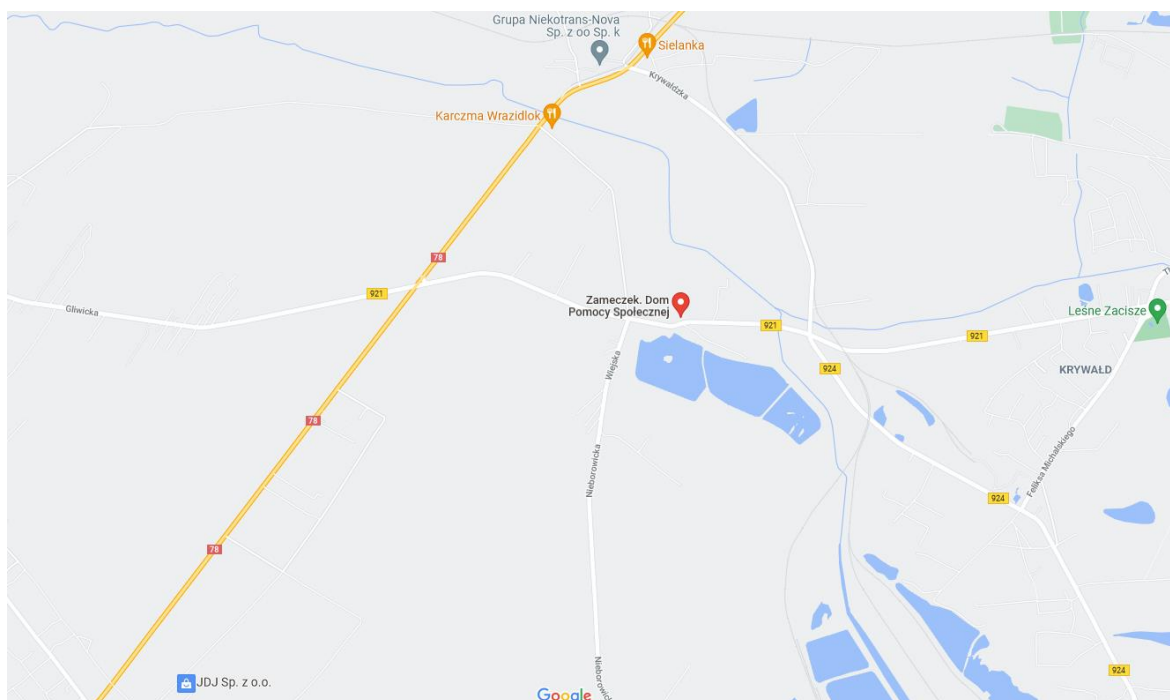 Grupa Niekotrans-Nova
Sp. z oo Sp. k
Sielanka
Krywałdzka
Karczma Wrazidlok
78
921
Gliwicka
Zameczek. Dom
Pomocy Społecznej
921
Leśne Zacisze
921
924
KRYWAŁD
Wiejska
78
Feliksa Michalskiego
Nieborowicka
924
78
Nieborowicka
924
JDJ Sp. z o.o.
Google